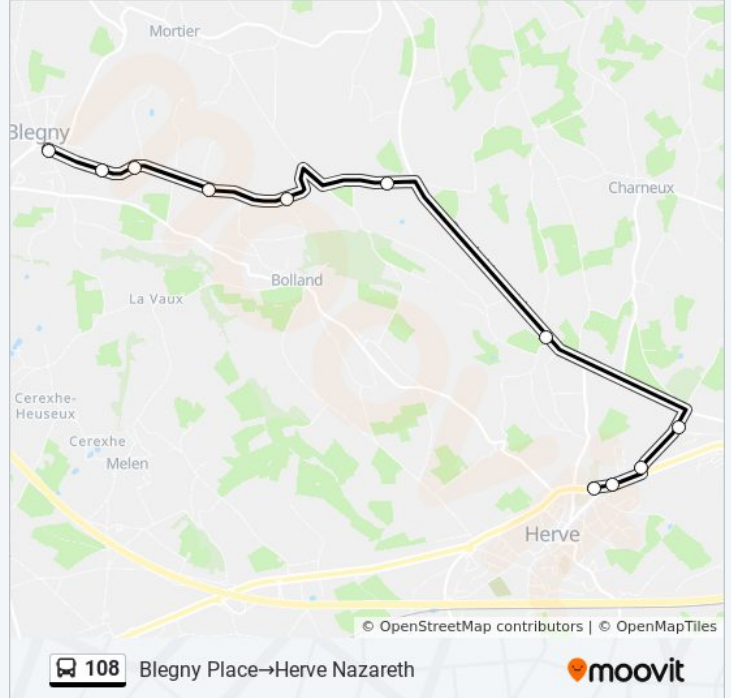 Mortier
Blegny
Charneux
Bolland
La Vaux
Cerexhe-
Heuseux
Cerexhe
Melen
Herve
© OpenStreetMap contributors | © OpenMapTiles
108 Blegny Place→Herve Nazareth
moovit